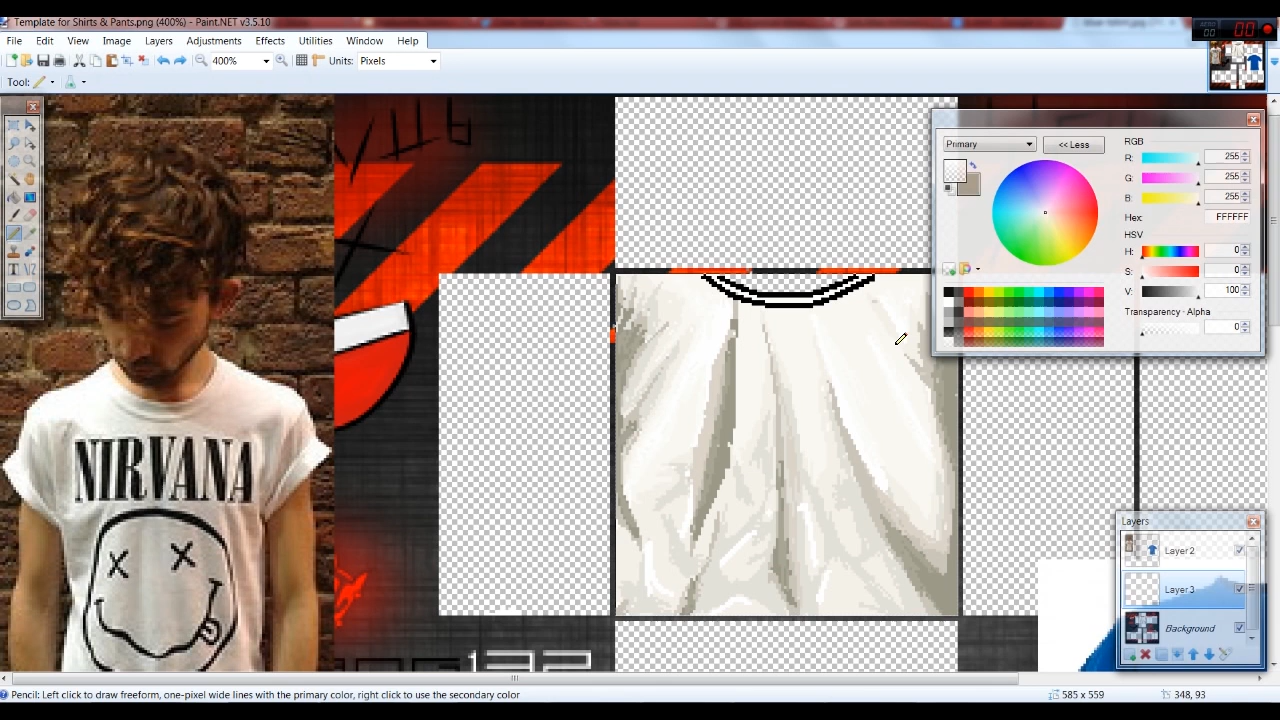 Template for Shirts & Pants.png (400%) - Paint.NET v3.5.10
00
00
File Edit View Image Layers Adjustments Effects Utilities Window Help
400% Units: Pixels
Tool:
Primary
<< Less
RGB
R: 255
G: 255
B: 255
Hex: FFFFFF
HSV
H: 0
S: 0
V: 100
Transparency - Alpha
0
NIRVANA
Layers
Layer 2
Layer 3
Background
132
Pencil: Left click to draw freeform, one-pixel wide lines with the primary color, right click to use the secondary color
585 x 559
348, 93